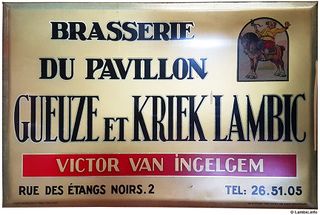 BRASSERIE
DU PAVILLON
GUEUZE ET KRIEK LAMBIC
VICTOR VAN INGELGEM
RUE DES ÉTANGS NOIRS.2 TEL: 26.51.05
© Lambic.info